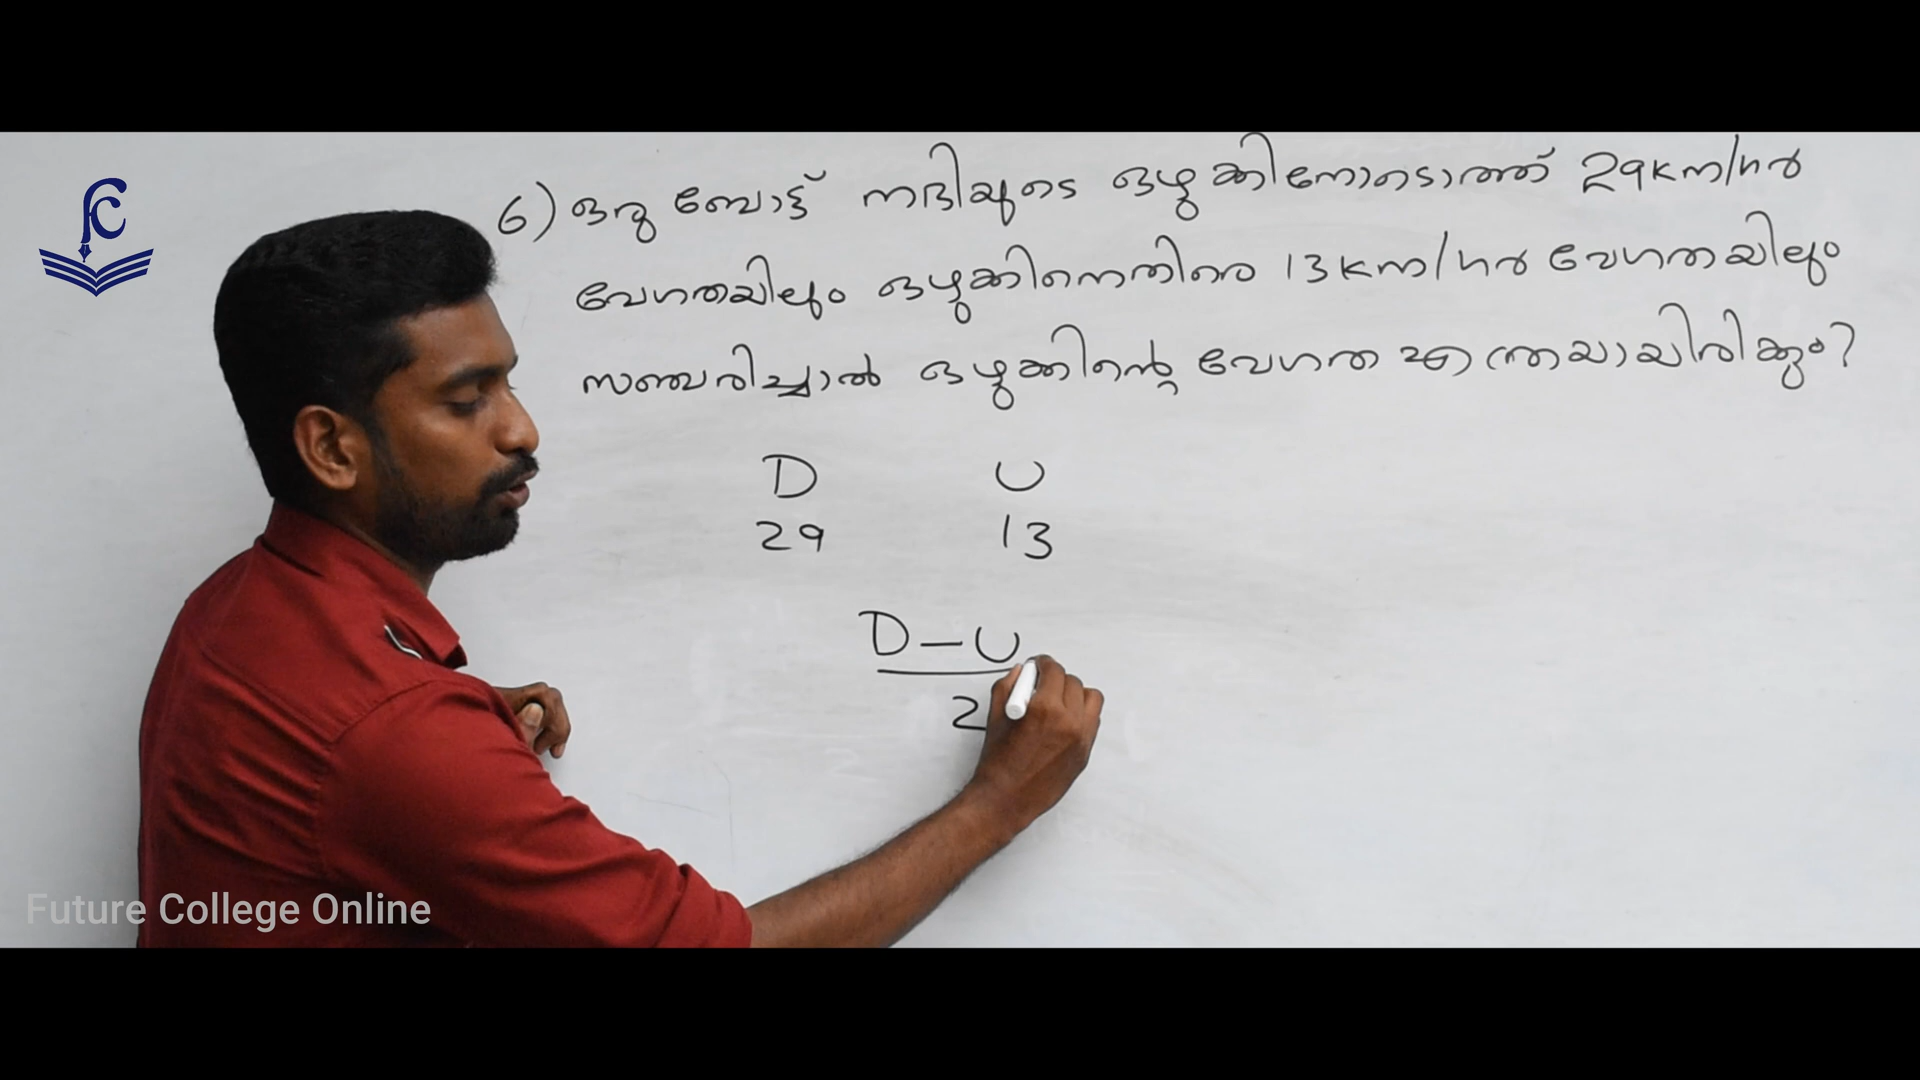 6) ഒരു ബോട്ട് നദിയുടെ ഒഴുക്കിനോടൊത്ത് 29km/hr
വേഗതയിലും ഒഴുക്കിനെതിരെ 13km/hr വേഗതയിലും
സഞ്ചരിച്ചാൽ ഒഴുക്കിന്റെ വേഗത എന്തായായിരിക്കും?
D U
29 13
D-U
2
Future College Online